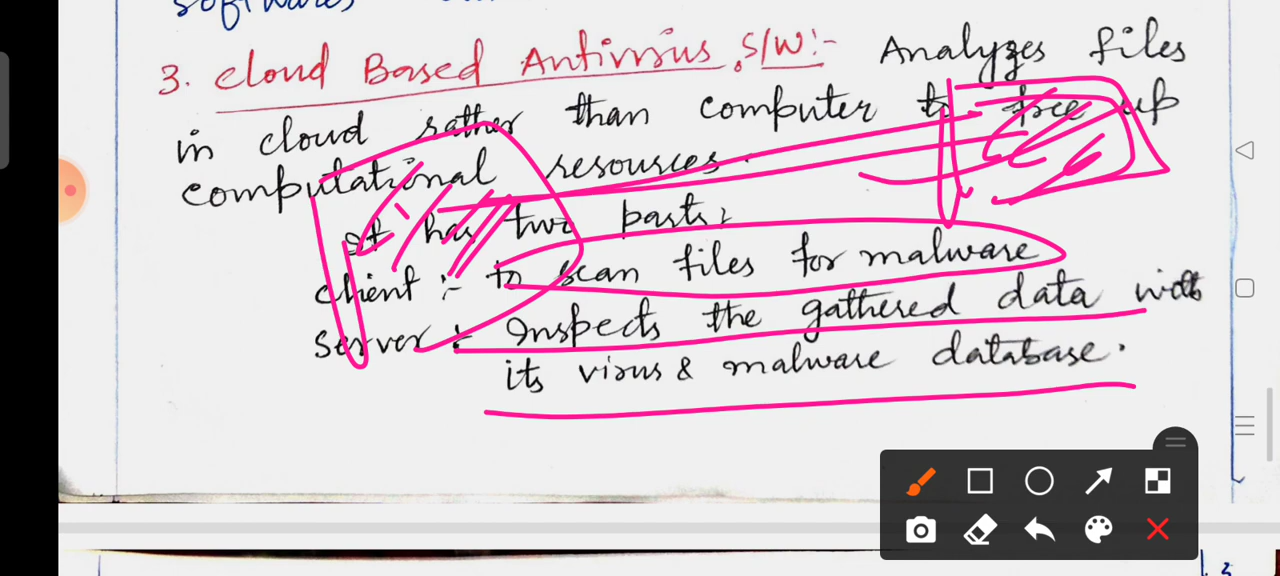 softwares
3. Cloud Based Antivirus S/W:- Analyzes files
in cloud rather than computer to free up
computational resources.
It has two parts:
client :- to scan files for malware
Server :- Inspects the gathered data with
its virus & malware database.